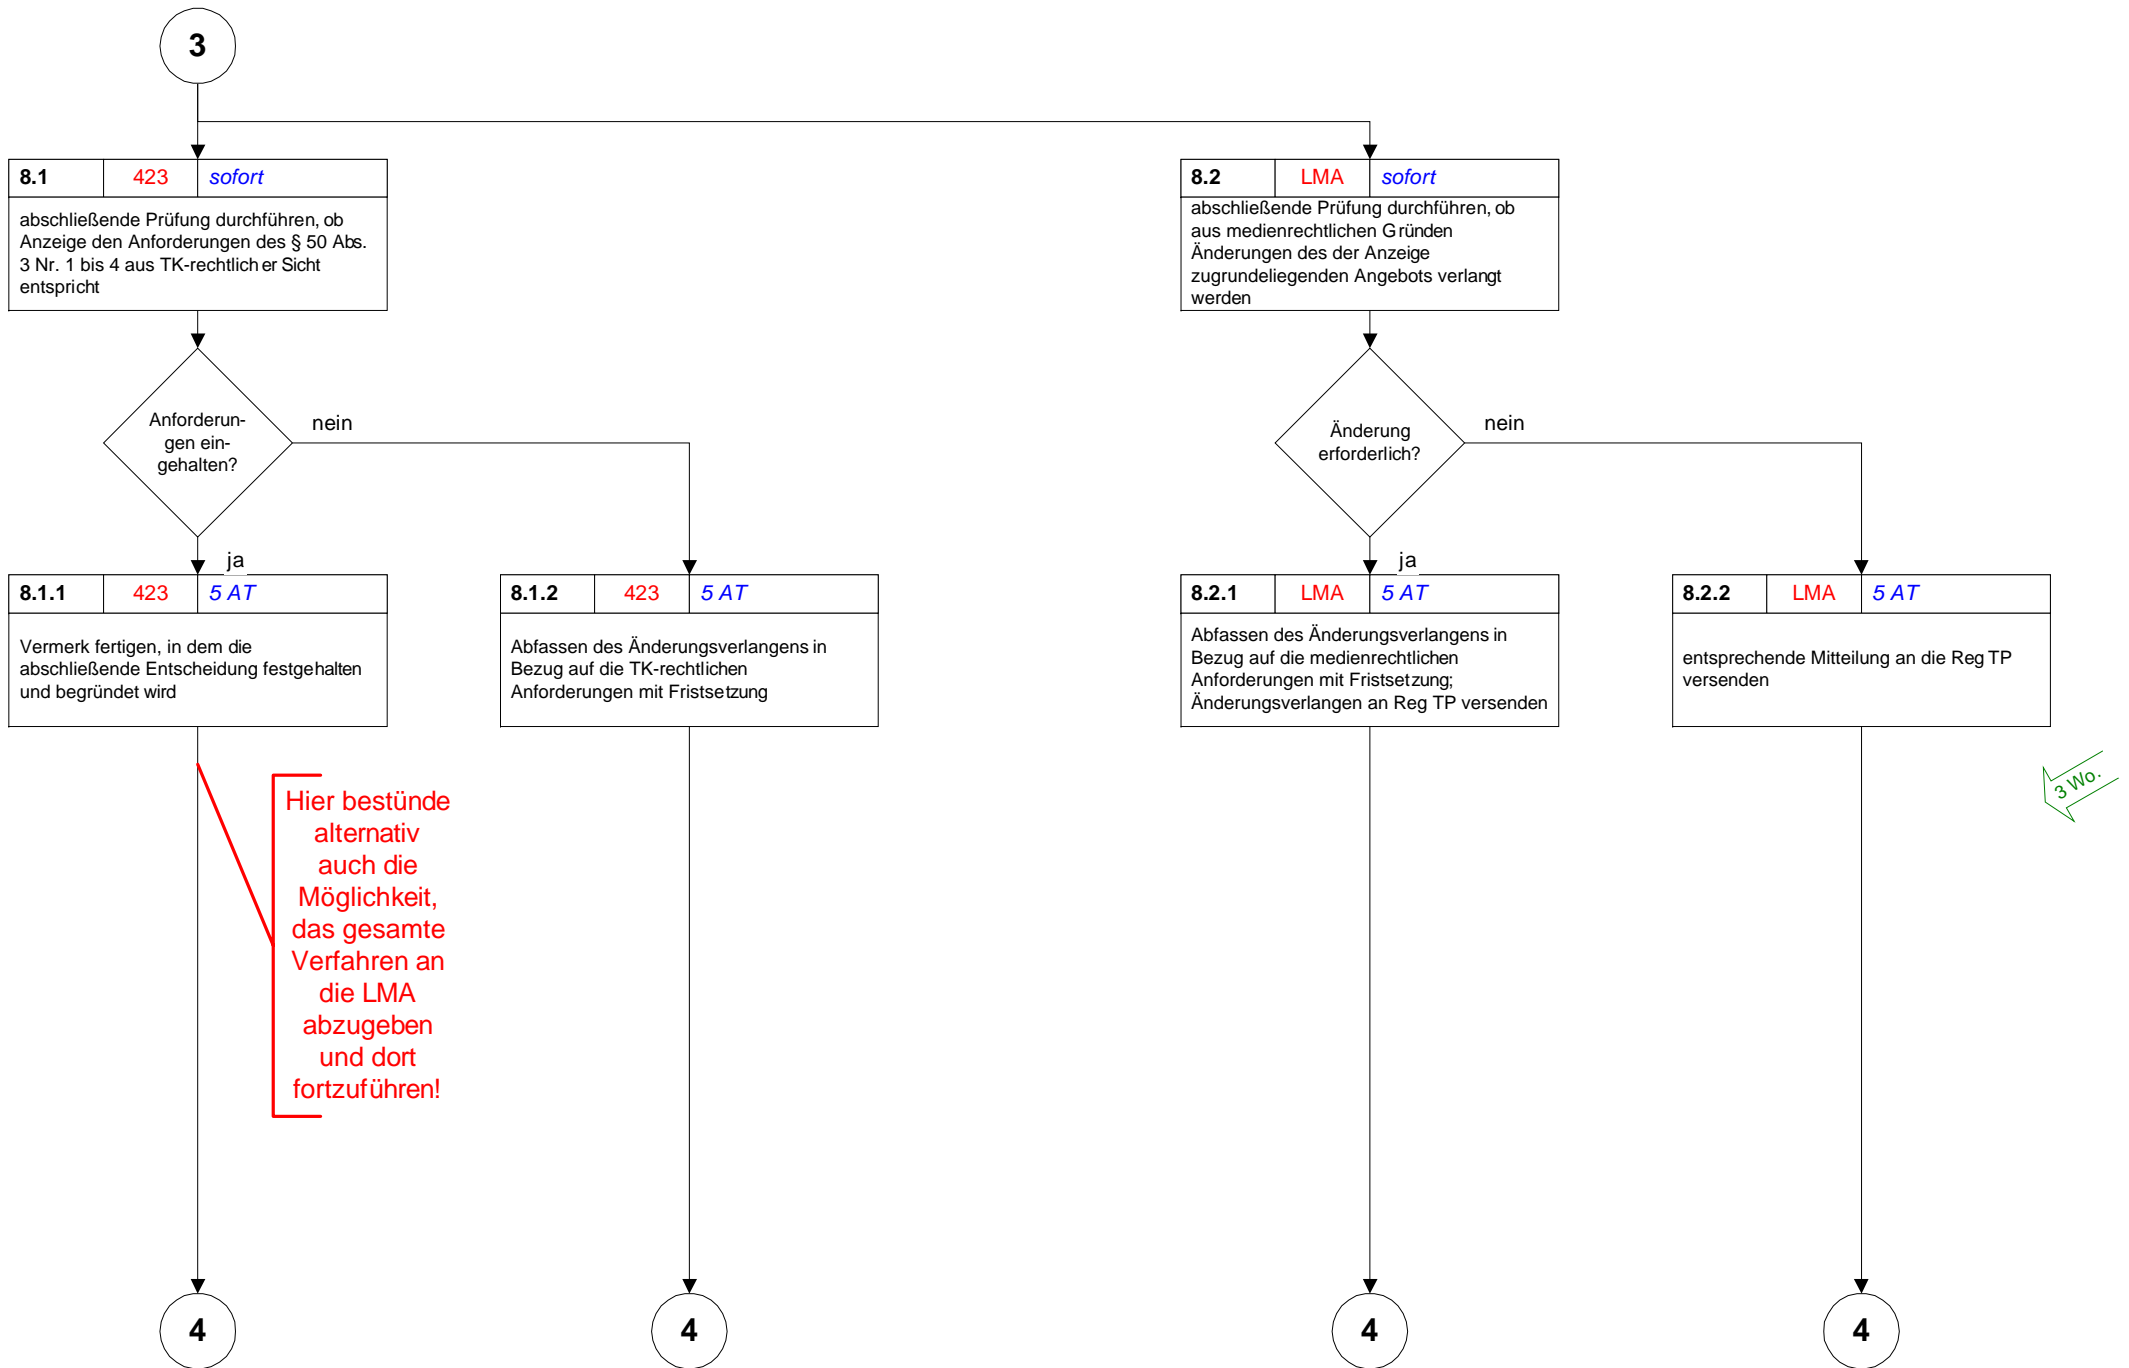 3
8.1 423 sofort
abschließende Prüfung durchführen, ob
Anzeige den Anforderungen des § 50 Abs.
3 Nr. 1 bis 4 aus TK-rechtlicher Sicht
entspricht
8.2 LMA sofort
abschließende Prüfung durchführen, ob
aus medienrechtlichen Gründen
Änderungen des der Anzeige
zugrundeliegenden Angebots verlangt
werden
Anforderun-
gen ein-
gehalten?
nein
ja
Änderung
erforderlich?
nein
ja
8.1.1 423 5 AT
Vermerk fertigen, in dem die
abschließende Entscheidung festgehalten
und begründet wird
8.1.2 423 5 AT
Abfassen des Änderungsverlangens in
Bezug auf die TK-rechtlichen
Anforderungen mit Fristsetzung
8.2.1 LMA 5 AT
Abfassen des Änderungsverlangens in
Bezug auf die medienrechtlichen
Anforderungen mit Fristsetzung;
Änderungsverlangen an Reg TP versenden
8.2.2 LMA 5 AT
entsprechende Mitteilung an die Reg TP
versenden
3 Wo.
Hier bestünde
alternativ
auch die
Möglichkeit,
das gesamte
Verfahren an
die LMA
abzugeben
und dort
fortzuführen!
4
4
4
4